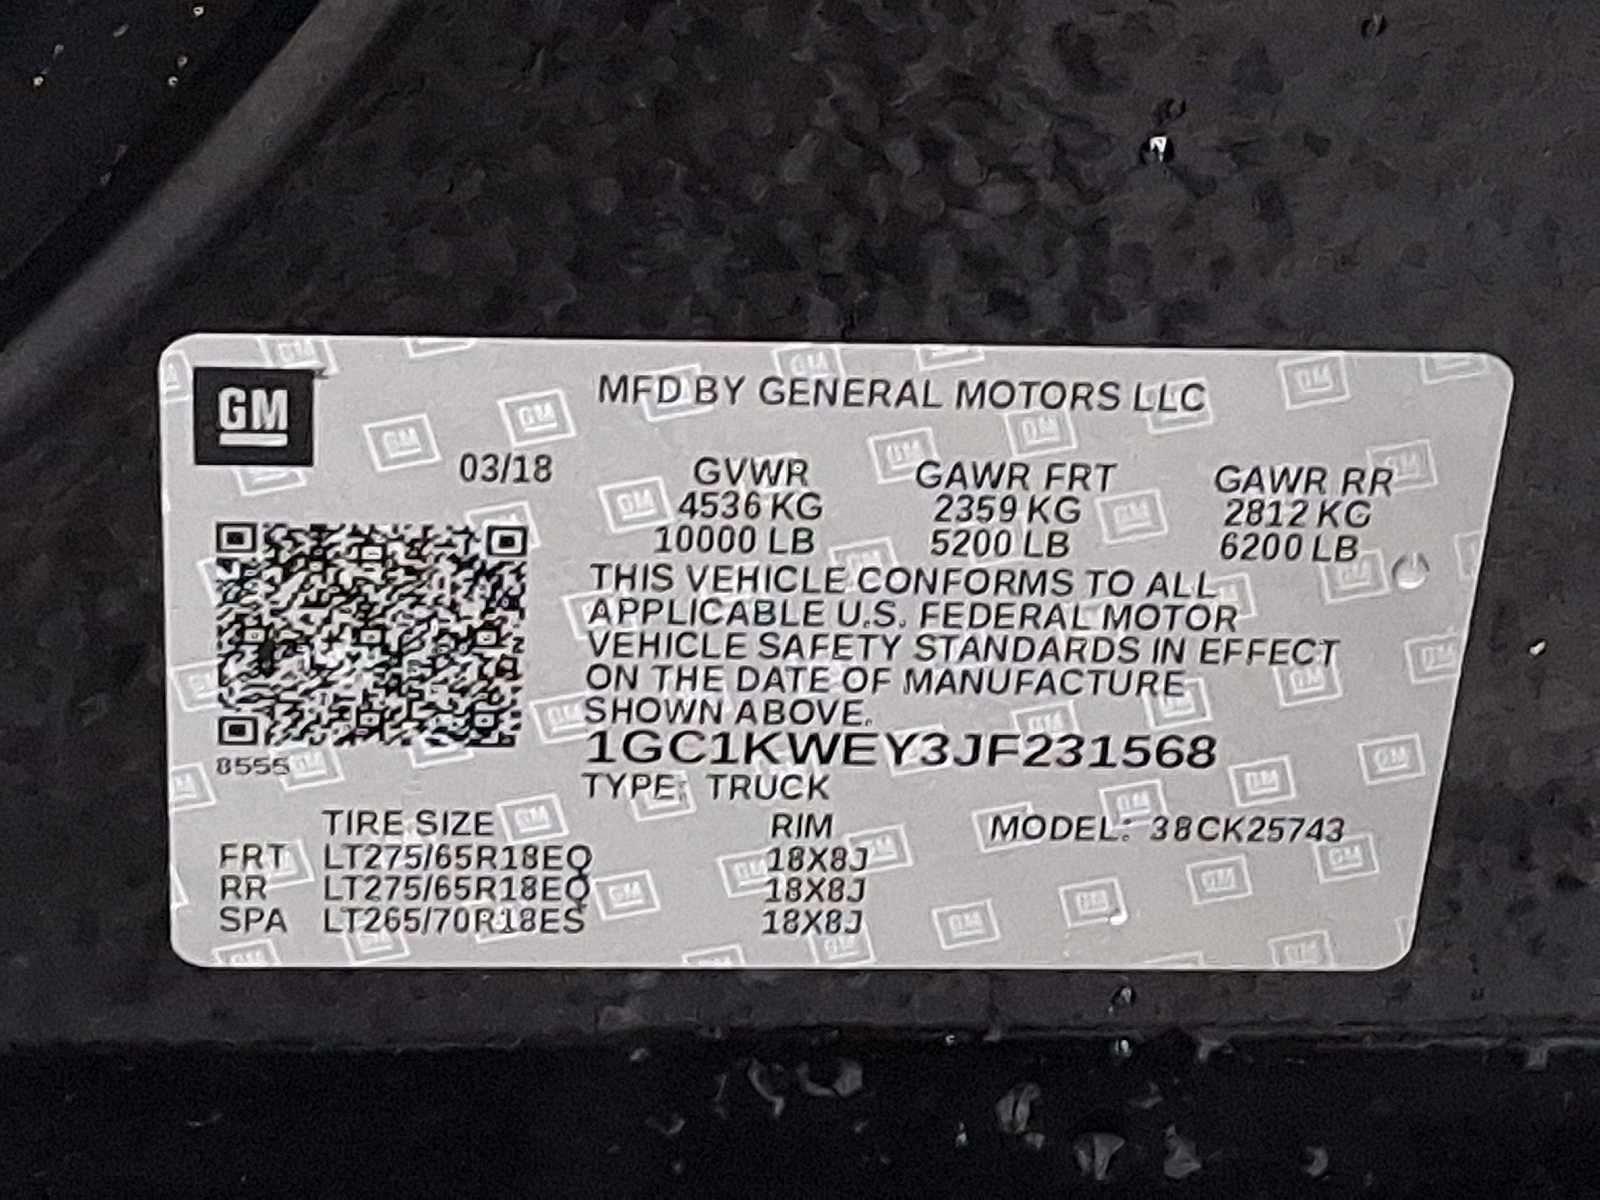 GM
MFD BY GENERAL MOTORS LLC
03/18 GVWR GAWR FRT GAWR RR
4536 KG 2359 KG 2812 KG
10000 LB 5200 LB 6200 LB
THIS VEHICLE CONFORMS TO ALL
APPLICABLE U.S. FEDERAL MOTOR
VEHICLE SAFETY STANDARDS IN EFFECT
ON THE DATE OF MANUFACTURE
SHOWN ABOVE.
8555
1GC1KWEY3JF231568
TYPE: TRUCK
TIRE SIZE RIM MODEL: 38CK25743
FRT LT275/65R18EQ 18X8J
RR LT275/65R18EQ 18X8J
SPA LT265/70R18ES 18X8J